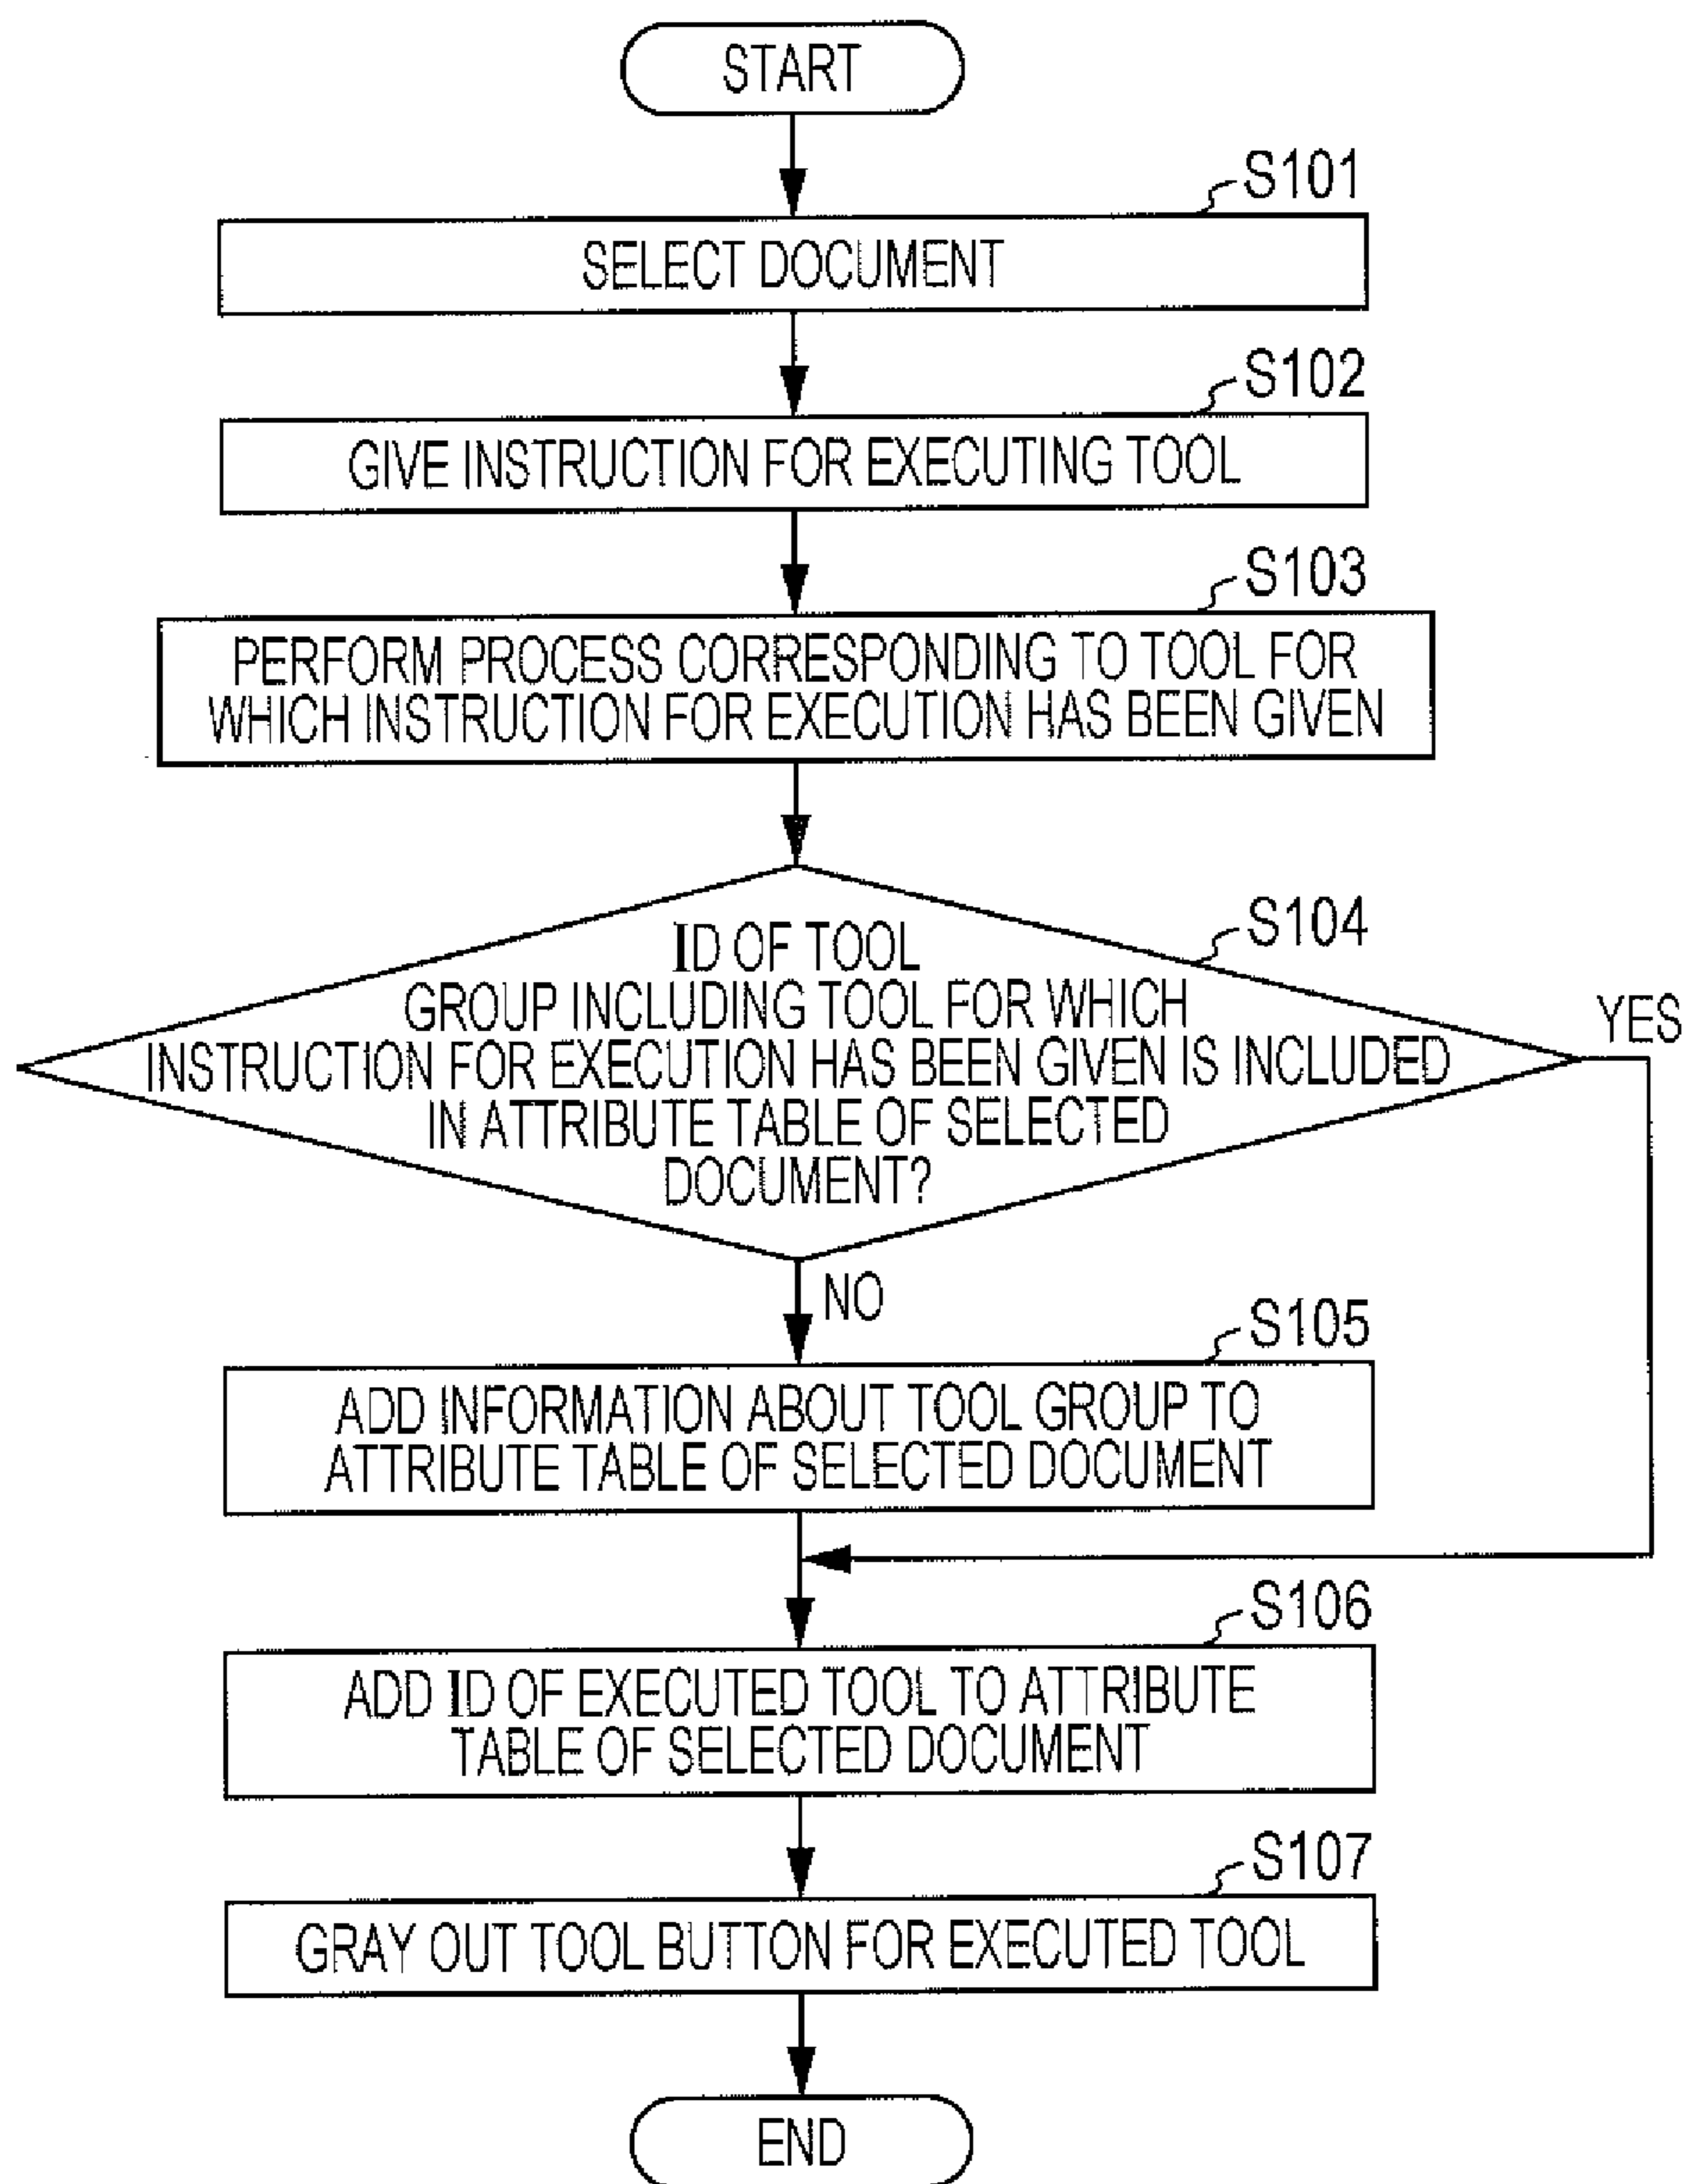 START
S101
SELECT DOCUMENT
S102
GIVE INSTRUCTION FOR EXECUTING TOOL
S103
PERFORM PROCESS CORRESPONDING TO TOOL FOR
WHICH INSTRUCTION FOR EXECUTION HAS BEEN GIVEN
S104
ID OF TOOL
GROUP INCLUDING TOOL FOR WHICH
YES
INSTRUCTION FOR EXECUTION HAS BEEN GIVEN IS INCLUDED
IN ATTRIBUTE TABLE OF SELECTED
DOCUMENT?
NO
S105
ADD INFORMATION ABOUT TOOL GROUP TO
ATTRIBUTE TABLE OF SELECTED DOCUMENT
S106
ADD ID OF EXECUTED TOOL TO ATTRIBUTE
TABLE OF SELECTED DOCUMENT
S107
GRAY OUT TOOL BUTTON FOR EXECUTED TOOL
END